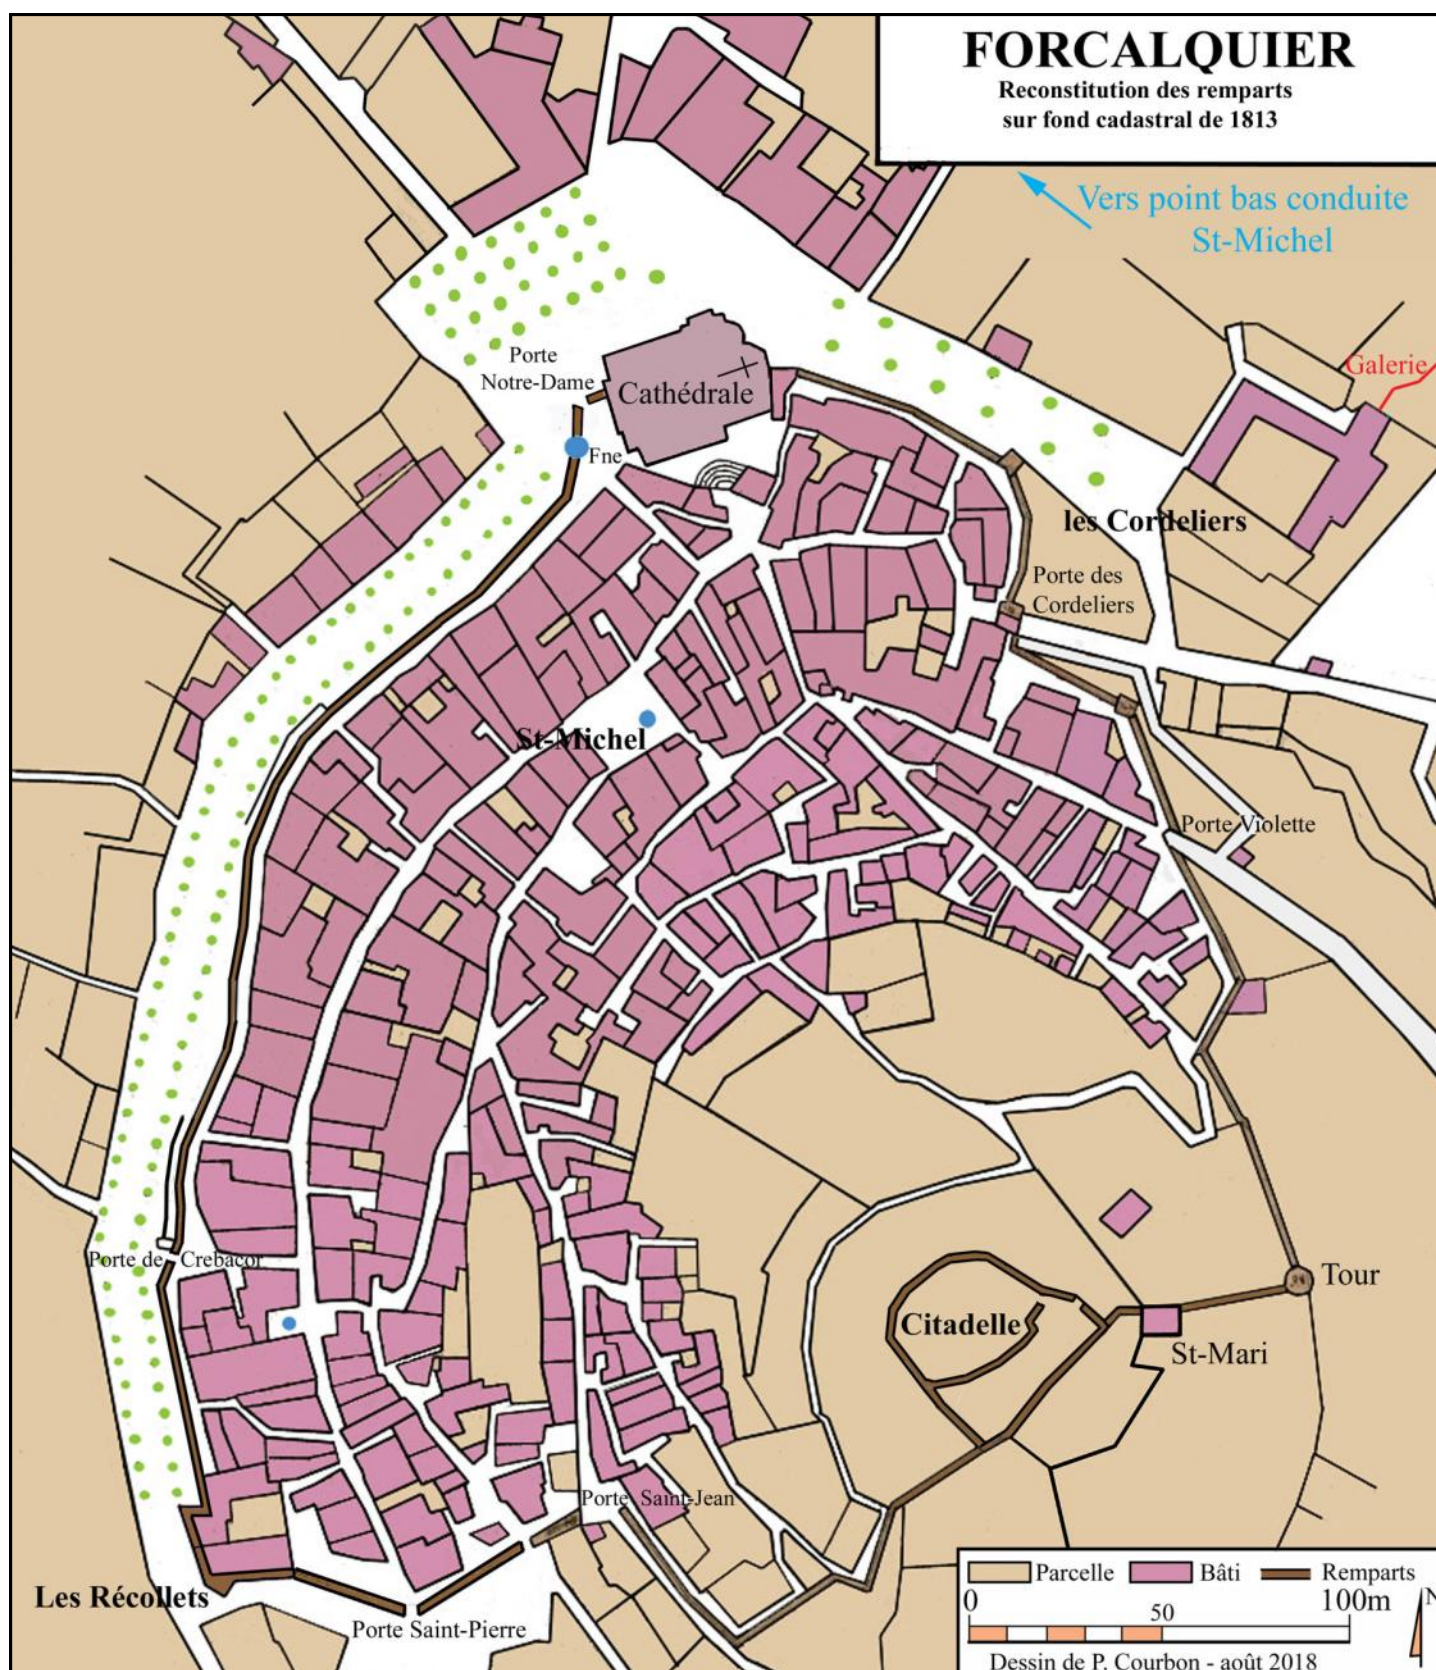 FORCALQUIER
Reconstitution des remparts
sur fond cadastral de 1813
Vers point bas conduite
St-Michel
Galerie
Porte
Notre-Dame
Cathédrale
Fne
les Cordeliers
Porte des
Cordeliers
St-Michel
Porte Violette
Porte de Crebacor
Tour
Citadelle
St-Mari
Porte Saint-Jean
Les Récollets
Porte Saint-Pierre
Parcelle Bâti Remparts
0 50 100m
N
Dessin de P. Courbon - août 2018